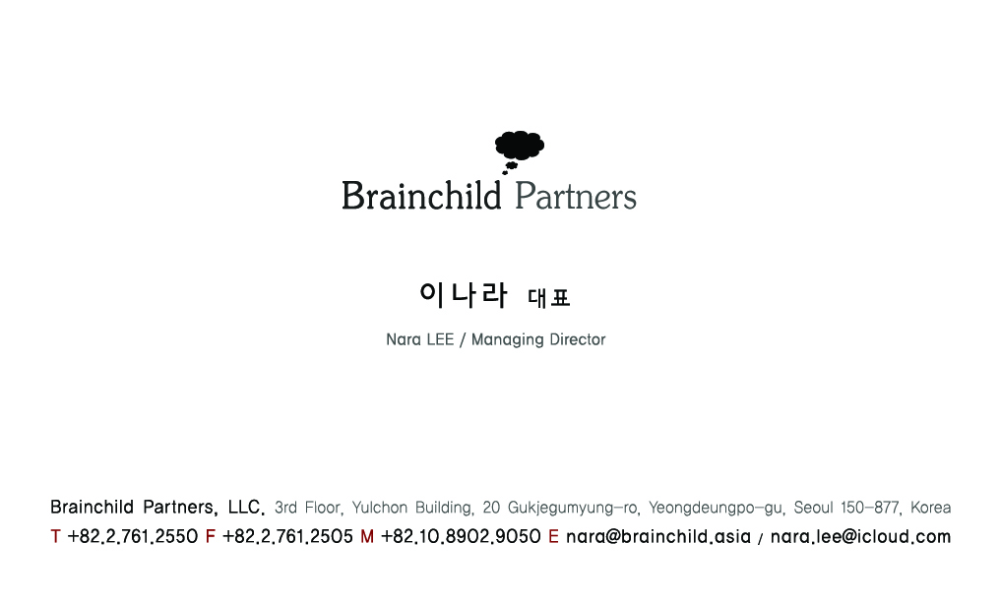 Brainchild Partners
이나라 대표
Nara LEE / Managing Director
Brainchild Partners, LLC. 3rd Floor, Yulchon Building, 20 Gukjegumyung-ro, Yeongdeungpo-gu, Seoul 150-877, Korea
T +82.2.761.2550 F +82.2.761.2505 M +82.10.8902.9050 E nara@brainchild.asia / nara.lee@icloud.com